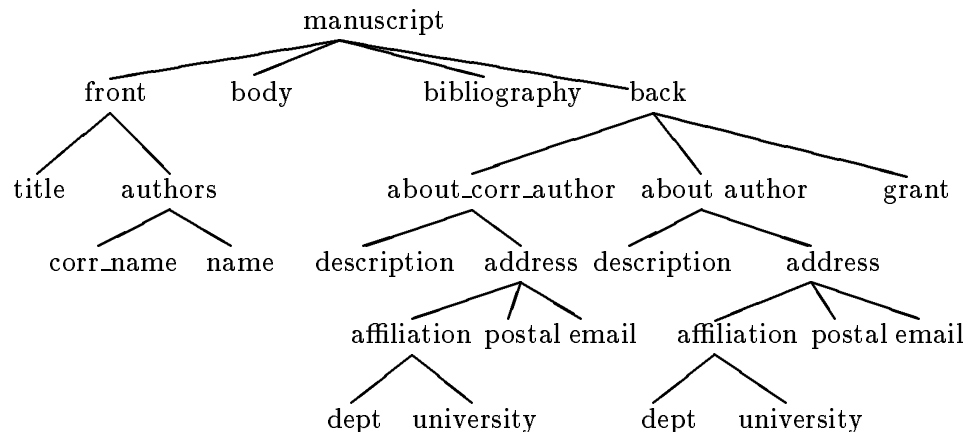 manuscript
front body bibliography back
title authors about_corr_author about author grant
corr_name name description address description address
affiliation postal email affiliation postal email
dept university dept university